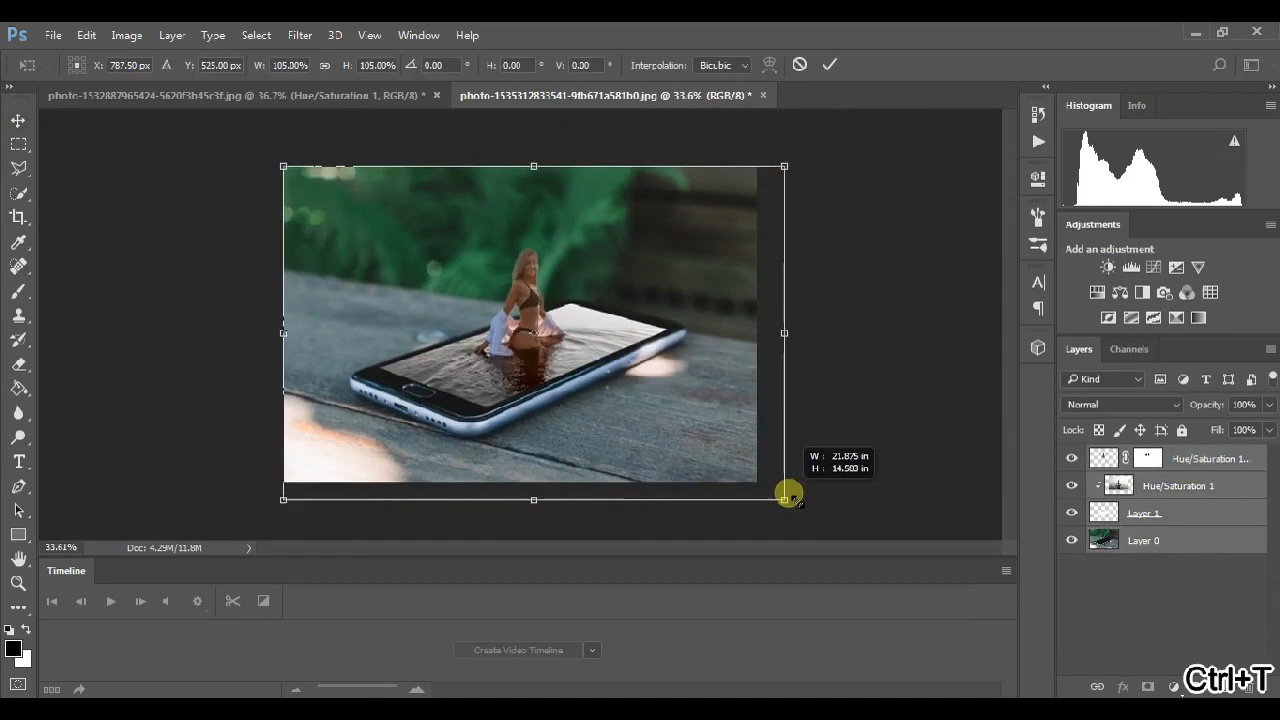 Ps File Edit Image Layer Type Select Filter 3D View Window Help
X: 787.50 px Y: 525.00 px W: 105.00% H: 105.00% 0.00 ° H: 0.00 ° V: 0.00 ° Interpolation: Bicubic
photo-1532887965424-5620f3b45c3f.jpg @ 36.7% (Hue/Saturation 1, RGB/8) * × photo-1535312833541-9fb671a581b0.jpg @ 33.6% (RGB/8) * ×
Histogram Info
Adjustments
Add an adjustment
Layers Channels
Kind
Normal Opacity: 100%
Lock: Fill: 100%
W : 21.875 in
H : 14.583 in
Hue/Saturation 1...
Hue/Saturation 1
Layer 1
Layer 0
33.61% Doc: 4.29M/11.8M
Timeline
Create Video Timeline
Ctrl+T